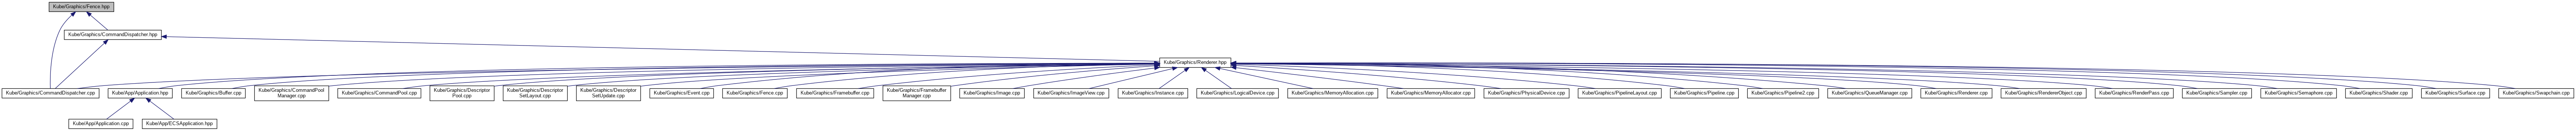 Kube/Graphics/Fence.hpp
Kube/Graphics/CommandDispatcher.hpp
Kube/Graphics/Renderer.hpp
Kube/Graphics/CommandDispatcher.cpp
Kube/App/Application.hpp
Kube/Graphics/Buffer.cpp
Kube/Graphics/CommandPool
Manager.cpp
Kube/Graphics/CommandPool.cpp
Kube/Graphics/Descriptor
Pool.cpp
Kube/Graphics/Descriptor
SetLayout.cpp
Kube/Graphics/Descriptor
SetUpdate.cpp
Kube/Graphics/Event.cpp
Kube/Graphics/Fence.cpp
Kube/Graphics/Framebuffer.cpp
Kube/Graphics/Framebuffer
Manager.cpp
Kube/Graphics/Image.cpp
Kube/Graphics/ImageView.cpp
Kube/Graphics/Instance.cpp
Kube/Graphics/LogicalDevice.cpp
Kube/Graphics/MemoryAllocation.cpp
Kube/Graphics/MemoryAllocator.cpp
Kube/Graphics/PhysicalDevice.cpp
Kube/Graphics/PipelineLayout.cpp
Kube/Graphics/Pipeline.cpp
Kube/Graphics/Pipeline2.cpp
Kube/Graphics/QueueManager.cpp
Kube/Graphics/Renderer.cpp
Kube/Graphics/RendererObject.cpp
Kube/Graphics/RenderPass.cpp
Kube/Graphics/Sampler.cpp
Kube/Graphics/Semaphore.cpp
Kube/Graphics/Shader.cpp
Kube/Graphics/Surface.cpp
Kube/Graphics/Swapchain.cpp
Kube/App/Application.cpp
Kube/App/ECSApplication.hpp